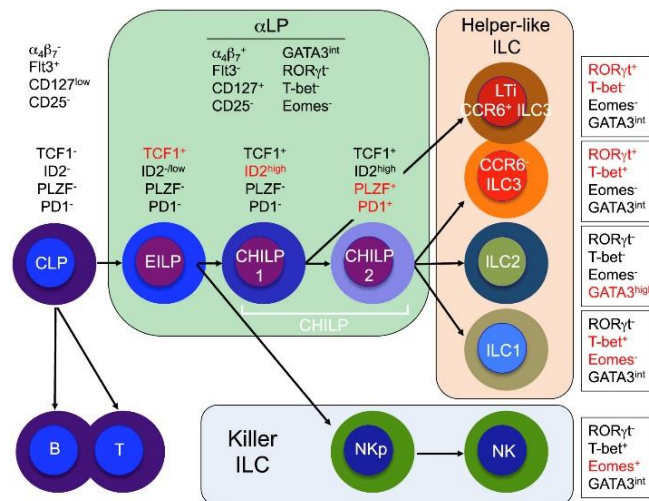 αLP
α₄β₇⁻
Flt3⁺
CD127ˡᵒʷ
CD25⁻
α₄β₇⁺
Flt3⁻
CD127⁺
CD25⁻
GATA3ⁱⁿᵗ
RORγt⁻
T-bet⁻
Eomes⁻
TCF1⁻
ID2⁻
PLZF⁻
PD1⁻
TCF1⁺
ID2⁻/ˡᵒʷ
PLZF⁻
PD1⁻
TCF1⁺
ID2ʰⁱᵍʰ
PLZF⁻
PD1⁻
TCF1⁺
ID2ʰⁱᵍʰ
PLZF⁺
PD1⁺
CLP
EILP
CHILP
1
CHILP
2
CHILP
B
T
Helper-like
ILC
LTi
CCR6⁺ ILC3
CCR6⁻
ILC3
ILC2
ILC1
RORγt⁺
T-bet⁻
Eomes⁻
GATA3ⁱⁿᵗ
RORγt⁺
T-bet⁺
Eomes⁻
GATA3ⁱⁿᵗ
RORγt⁻
T-bet⁻
Eomes⁻
GATA3ʰⁱᵍʰ
RORγt⁻
T-bet⁺
Eomes⁻
GATA3ⁱⁿᵗ
Killer
ILC
NKp
NK
RORγt⁻
T-bet⁺
Eomes⁺
GATA3ⁱⁿᵗ